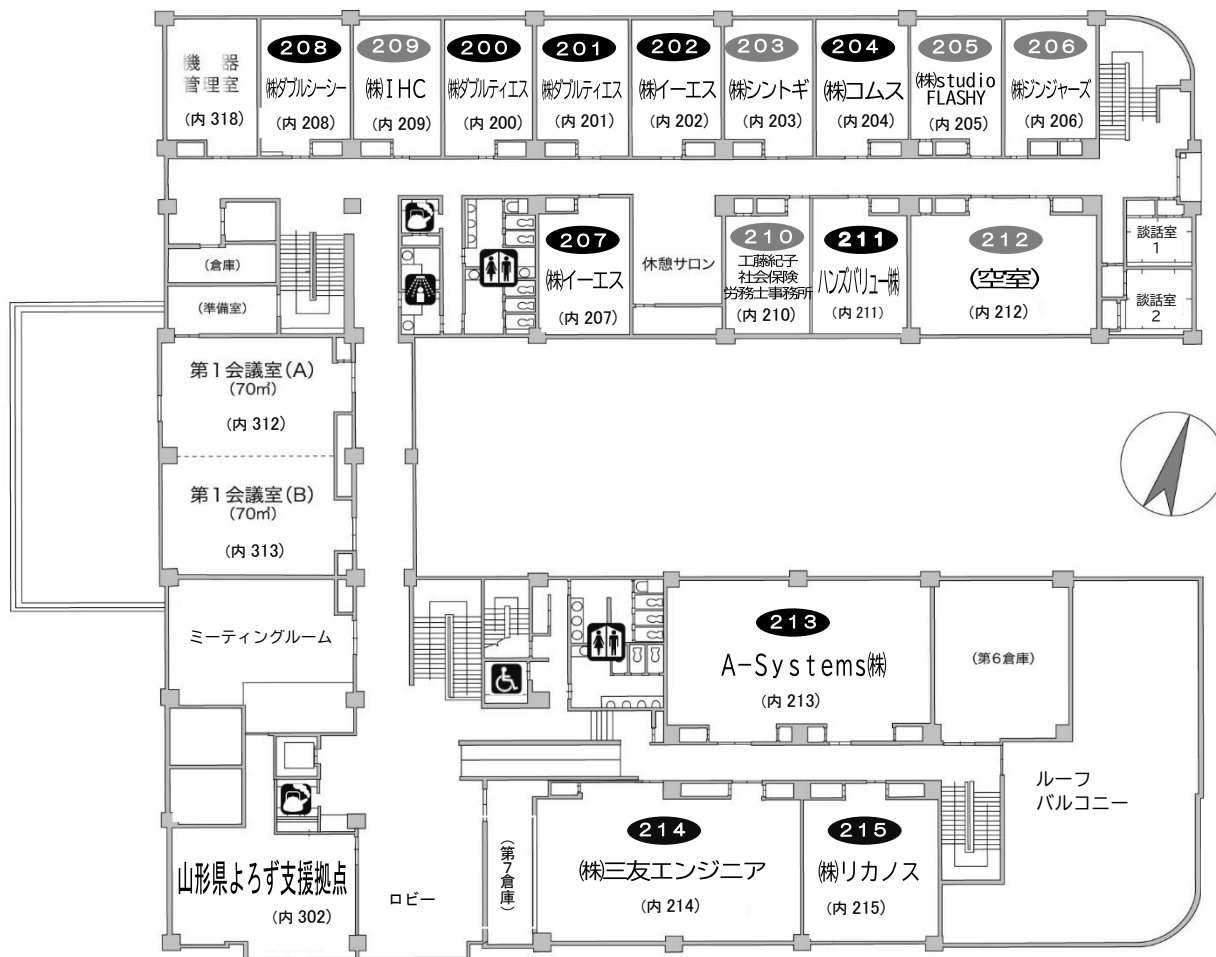 機 器
管理室
(内 318)
208
㈱ダブルシーシー
(内 208)
209
㈱IHC
(内 209)
200
㈱ダブルティエス
(内 200)
201
㈱ダブルティエス
(内 201)
202
㈱イーエス
(内 202)
203
㈱シントギ
(内 203)
204
㈱コムス
(内 204)
205
㈱studio
FLASHY
(内 205)
206
㈱ジンジャーズ
(内 206)
(倉庫)
(準備室)
207
㈱イーエス
(内 207)
休憩サロン
210
工藤紀子
社会保険
労務士事務所
(内 210)
211
ハンズバリュー㈱
(内 211)
212
(空室)
(内 212)
談話室
1
談話室
2
第1会議室(A)
(70㎡)
(内 312)
第1会議室(B)
(70㎡)
(内 313)
ミーティングルーム
213
A-Systems㈱
(内 213)
(第6倉庫)
ルーフ
バルコニー
山形県よろず支援拠点
(内 302)
ロビー
(第7倉庫)
214
㈱三友エンジニア
(内 214)
215
㈱リカノス
(内 215)